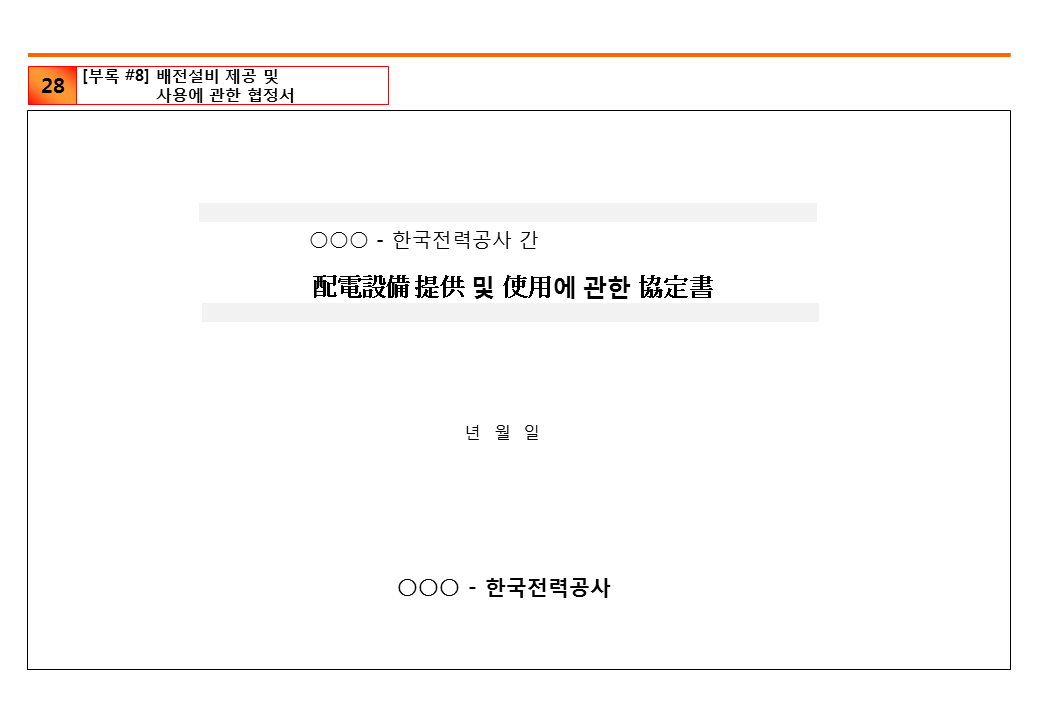 28
[부록 #8] 배전설비 제공 및
사용에 관한 협정서
○○○ - 한국전력공사 간
配電設備 提供 및 使用에 관한 協定書
년 월 일
○○○ - 한국전력공사